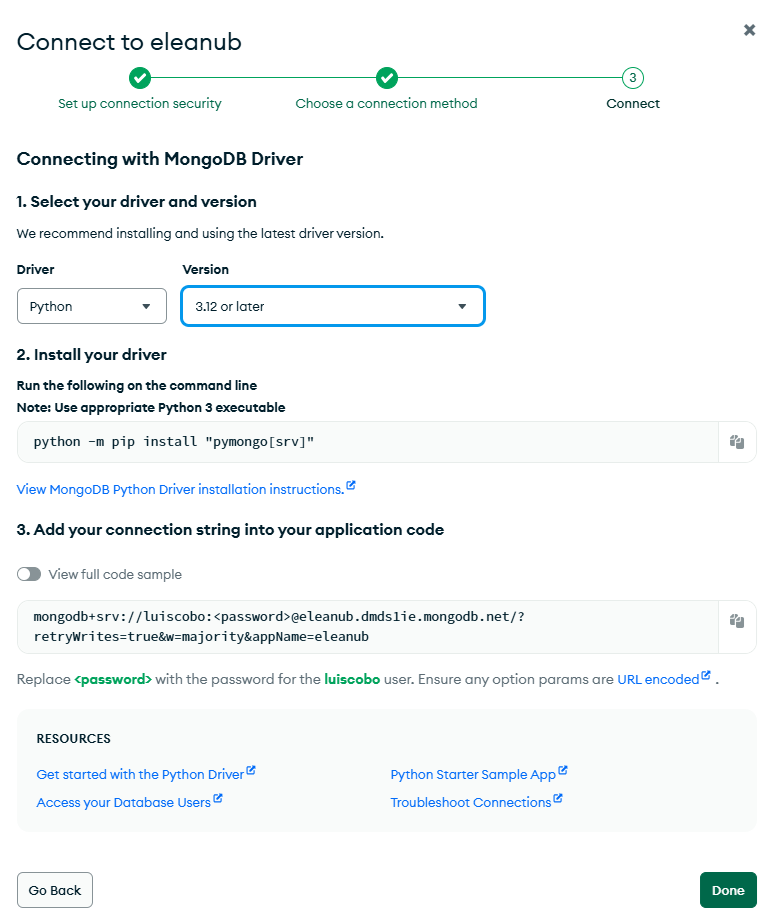 Connect to eleanub
Set up connection security
Choose a connection method
3
Connect
Connecting with MongoDB Driver
1. Select your driver and version
We recommend installing and using the latest driver version.
Driver
Version
Python
3.12 or later
2. Install your driver
Run the following on the command line
Note: Use appropriate Python 3 executable
python -m pip install "pymongo[srv]"
View MongoDB Python Driver installation instructions.
3. Add your connection string into your application code
View full code sample
mongodb+srv://luiscobo:<password>@eleanub.dmds1ie.mongodb.net/?
retryWrites=true&w=majority&appName=eleanub
Replace <password> with the password for the luiscobo user. Ensure any option params are URL encoded .
RESOURCES
Get started with the Python Driver
Python Starter Sample App
Access your Database Users
Troubleshoot Connections
Go Back
Done